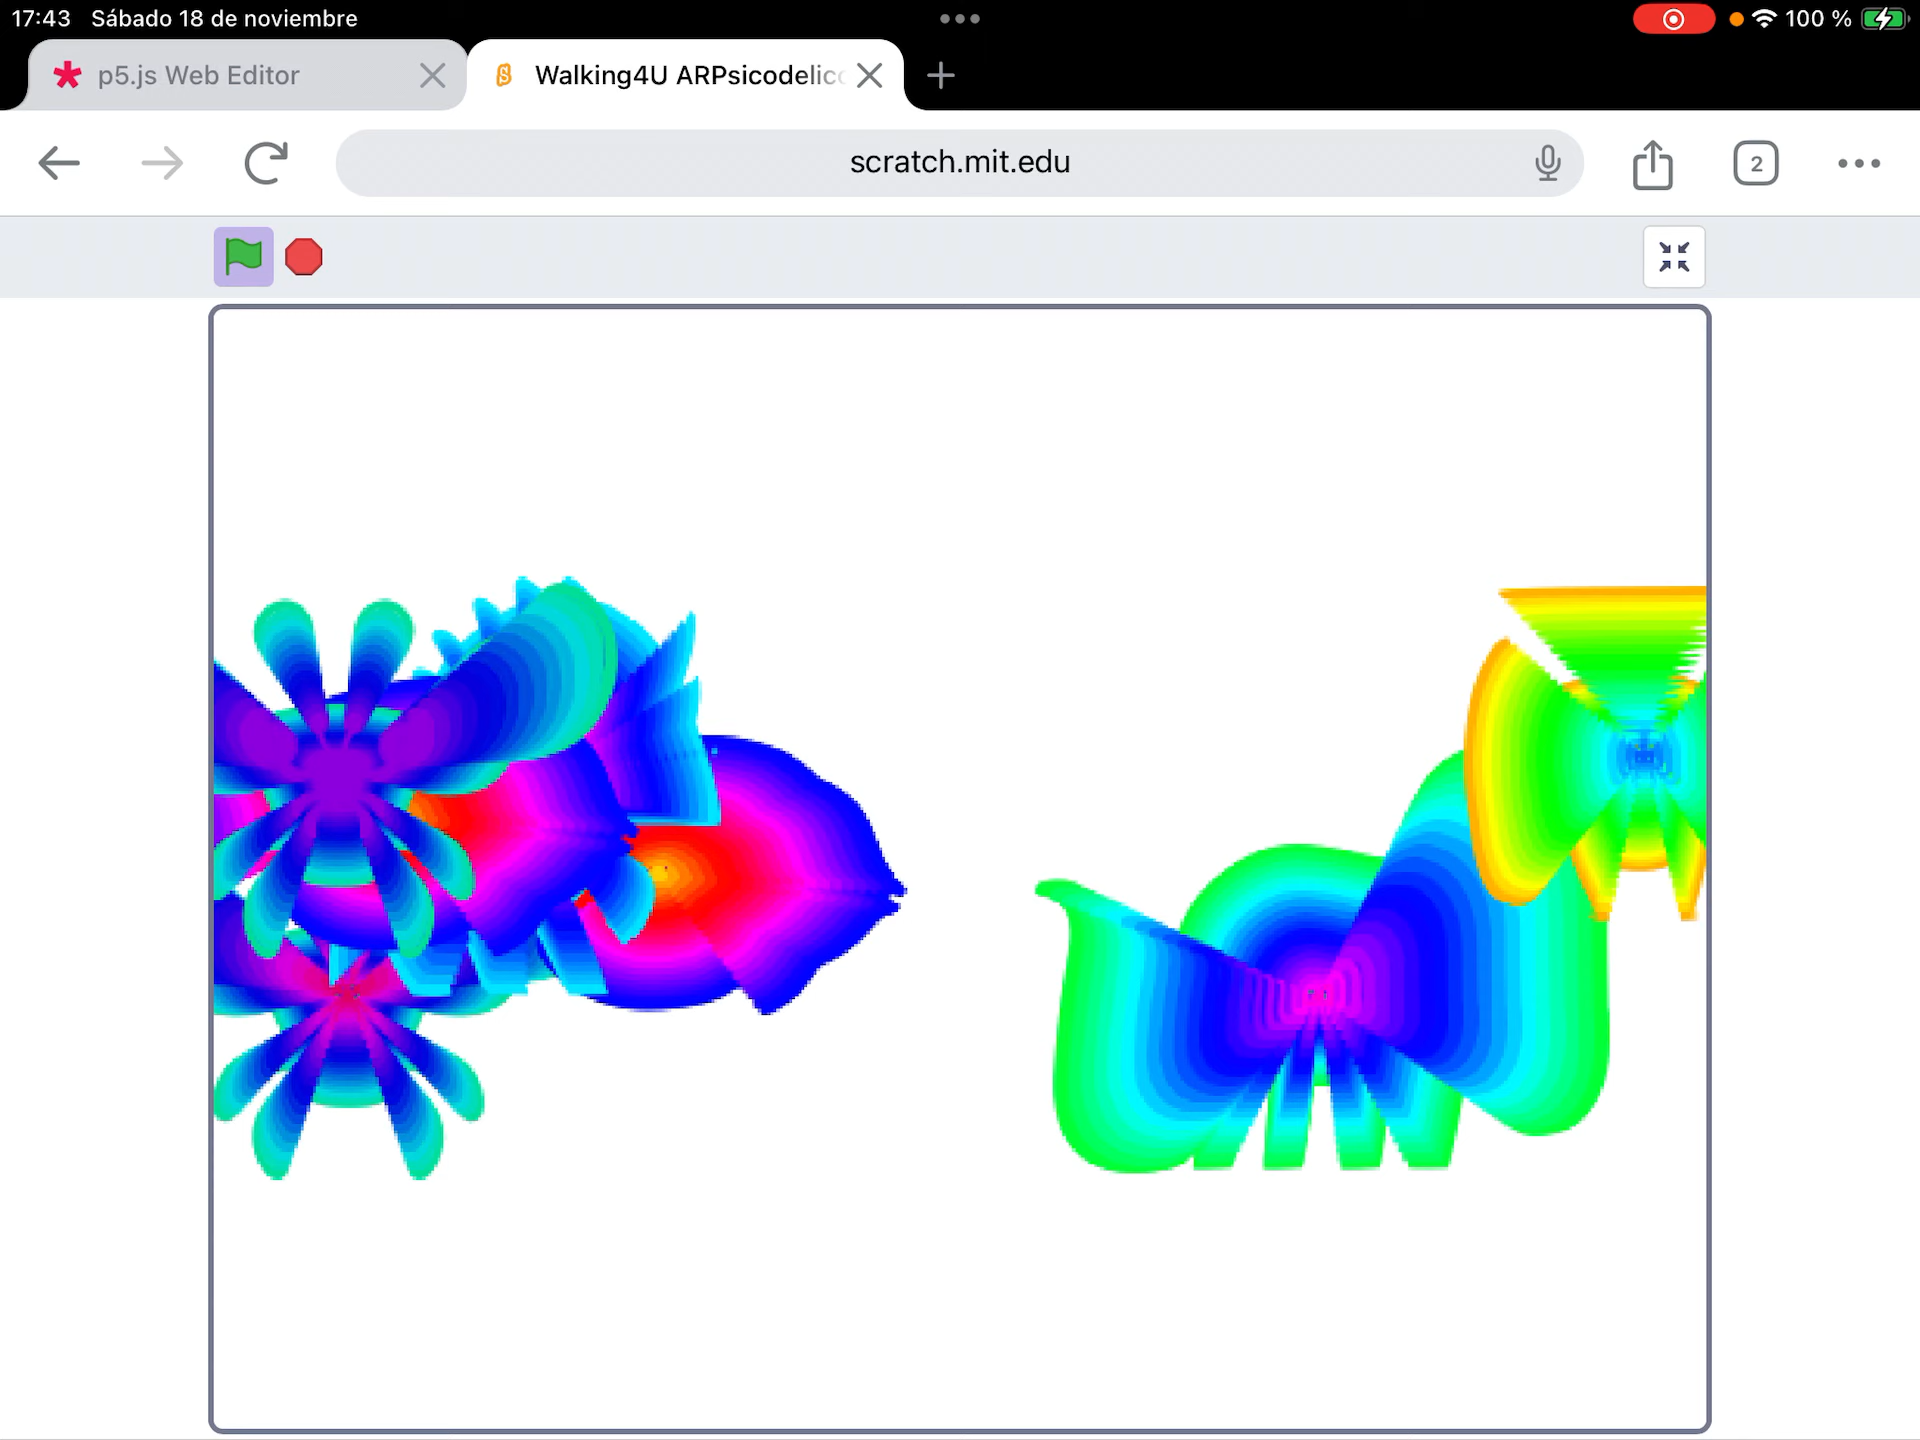 17:43 Sábado 18 de noviembre
100 %
p5.js Web Editor
Walking4U ARPsicodelic
scratch.mit.edu
2